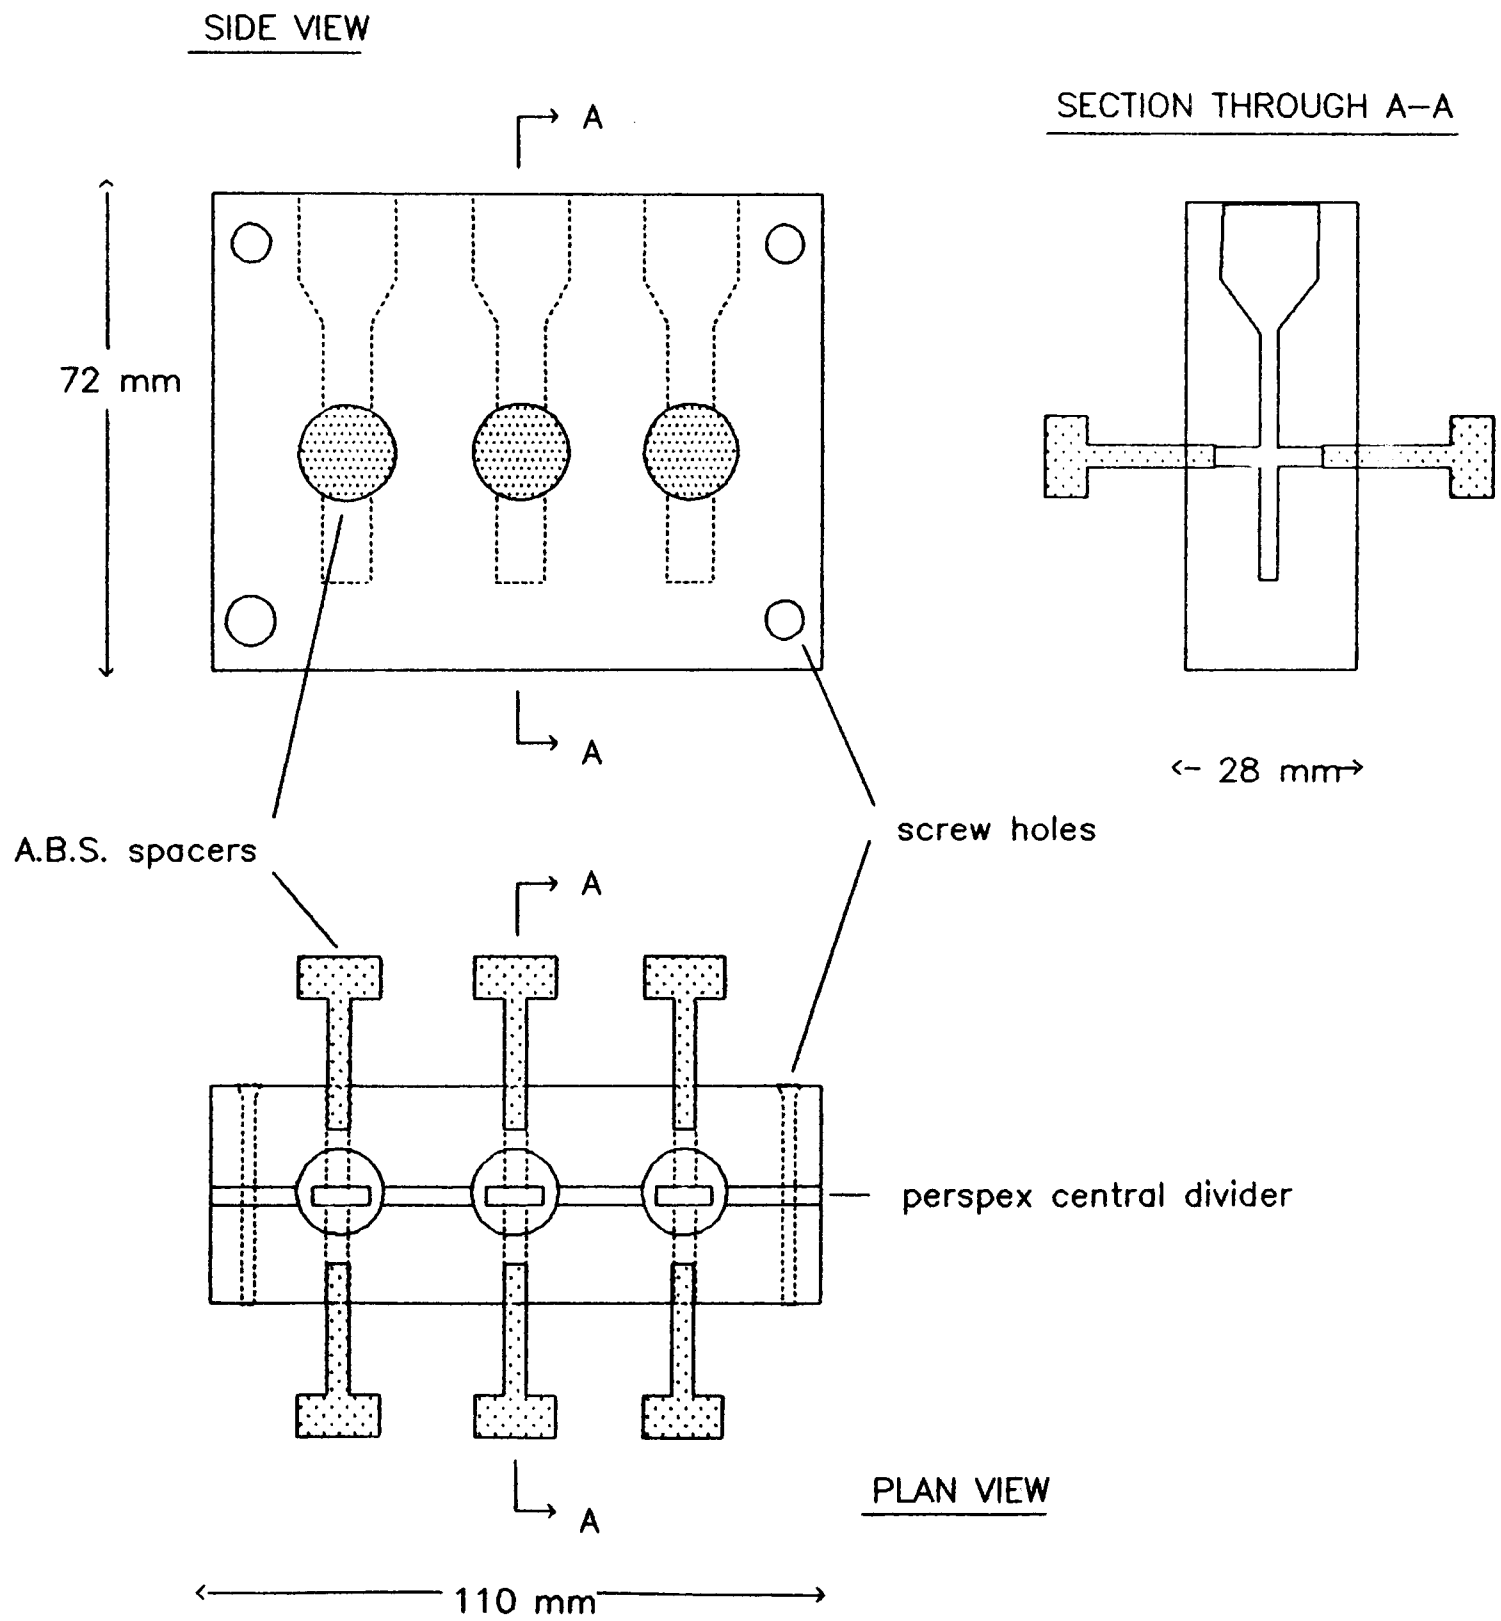 SIDE VIEW
SECTION THROUGH A-A
A
72 mm
A
28 mm
A.B.S. spacers
screw holes
A
perspex central divider
PLAN VIEW
A
110 mm